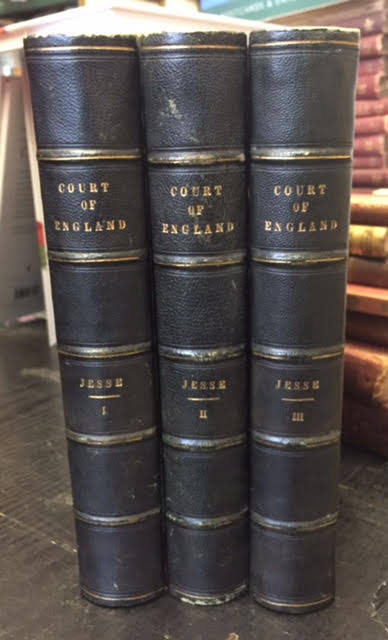 COURT
OF
ENGLAND
JESSE
I
COURT
OF
ENGLAND
JESSE
II
COURT
OF
ENGLAND
JESSE
III